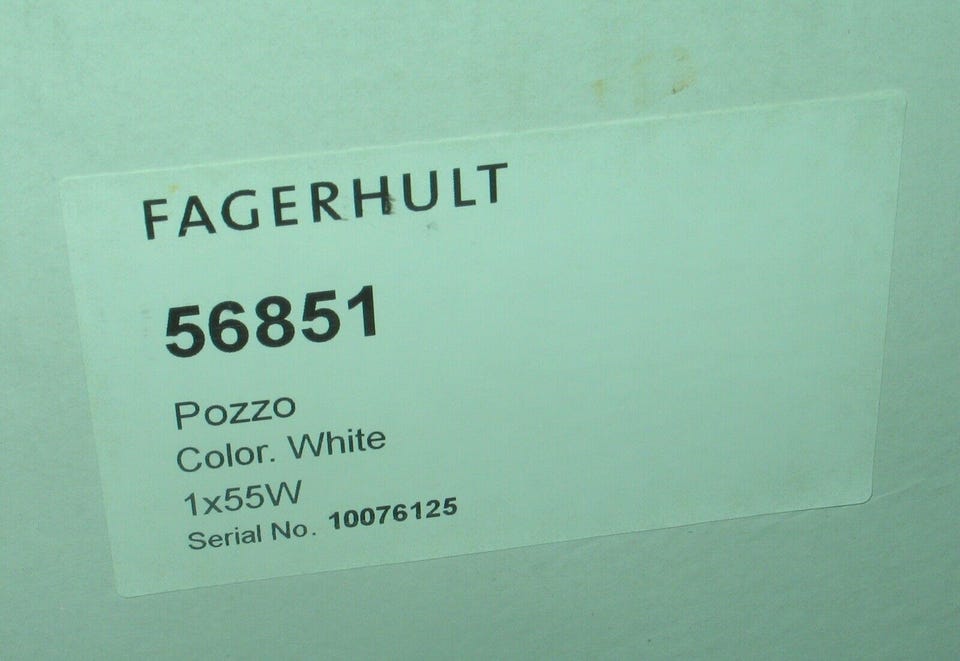 FAGERHULT
56851
Pozzo
Color. White
1x55W
Serial No. 10076125